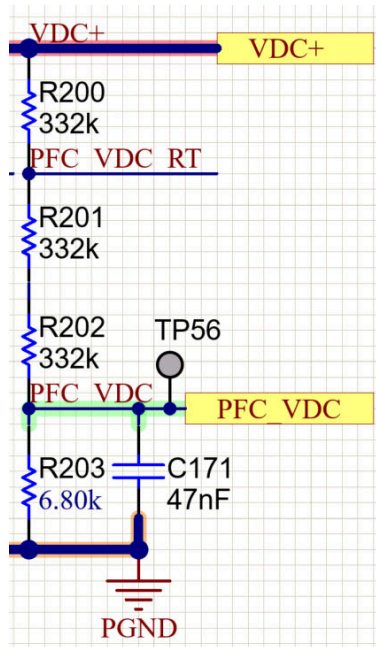 VDC+
VDC+
R200
332k
PFC_VDC_RT
R201
332k
R202
332k
TP56
PFC_VDC
PFC_VDC
R203
6.80k
C171
47nF
PGND